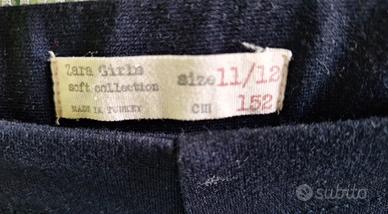 Zara Girls size 11/12
soft collection
MADE IN TURKEY cm 152
subito